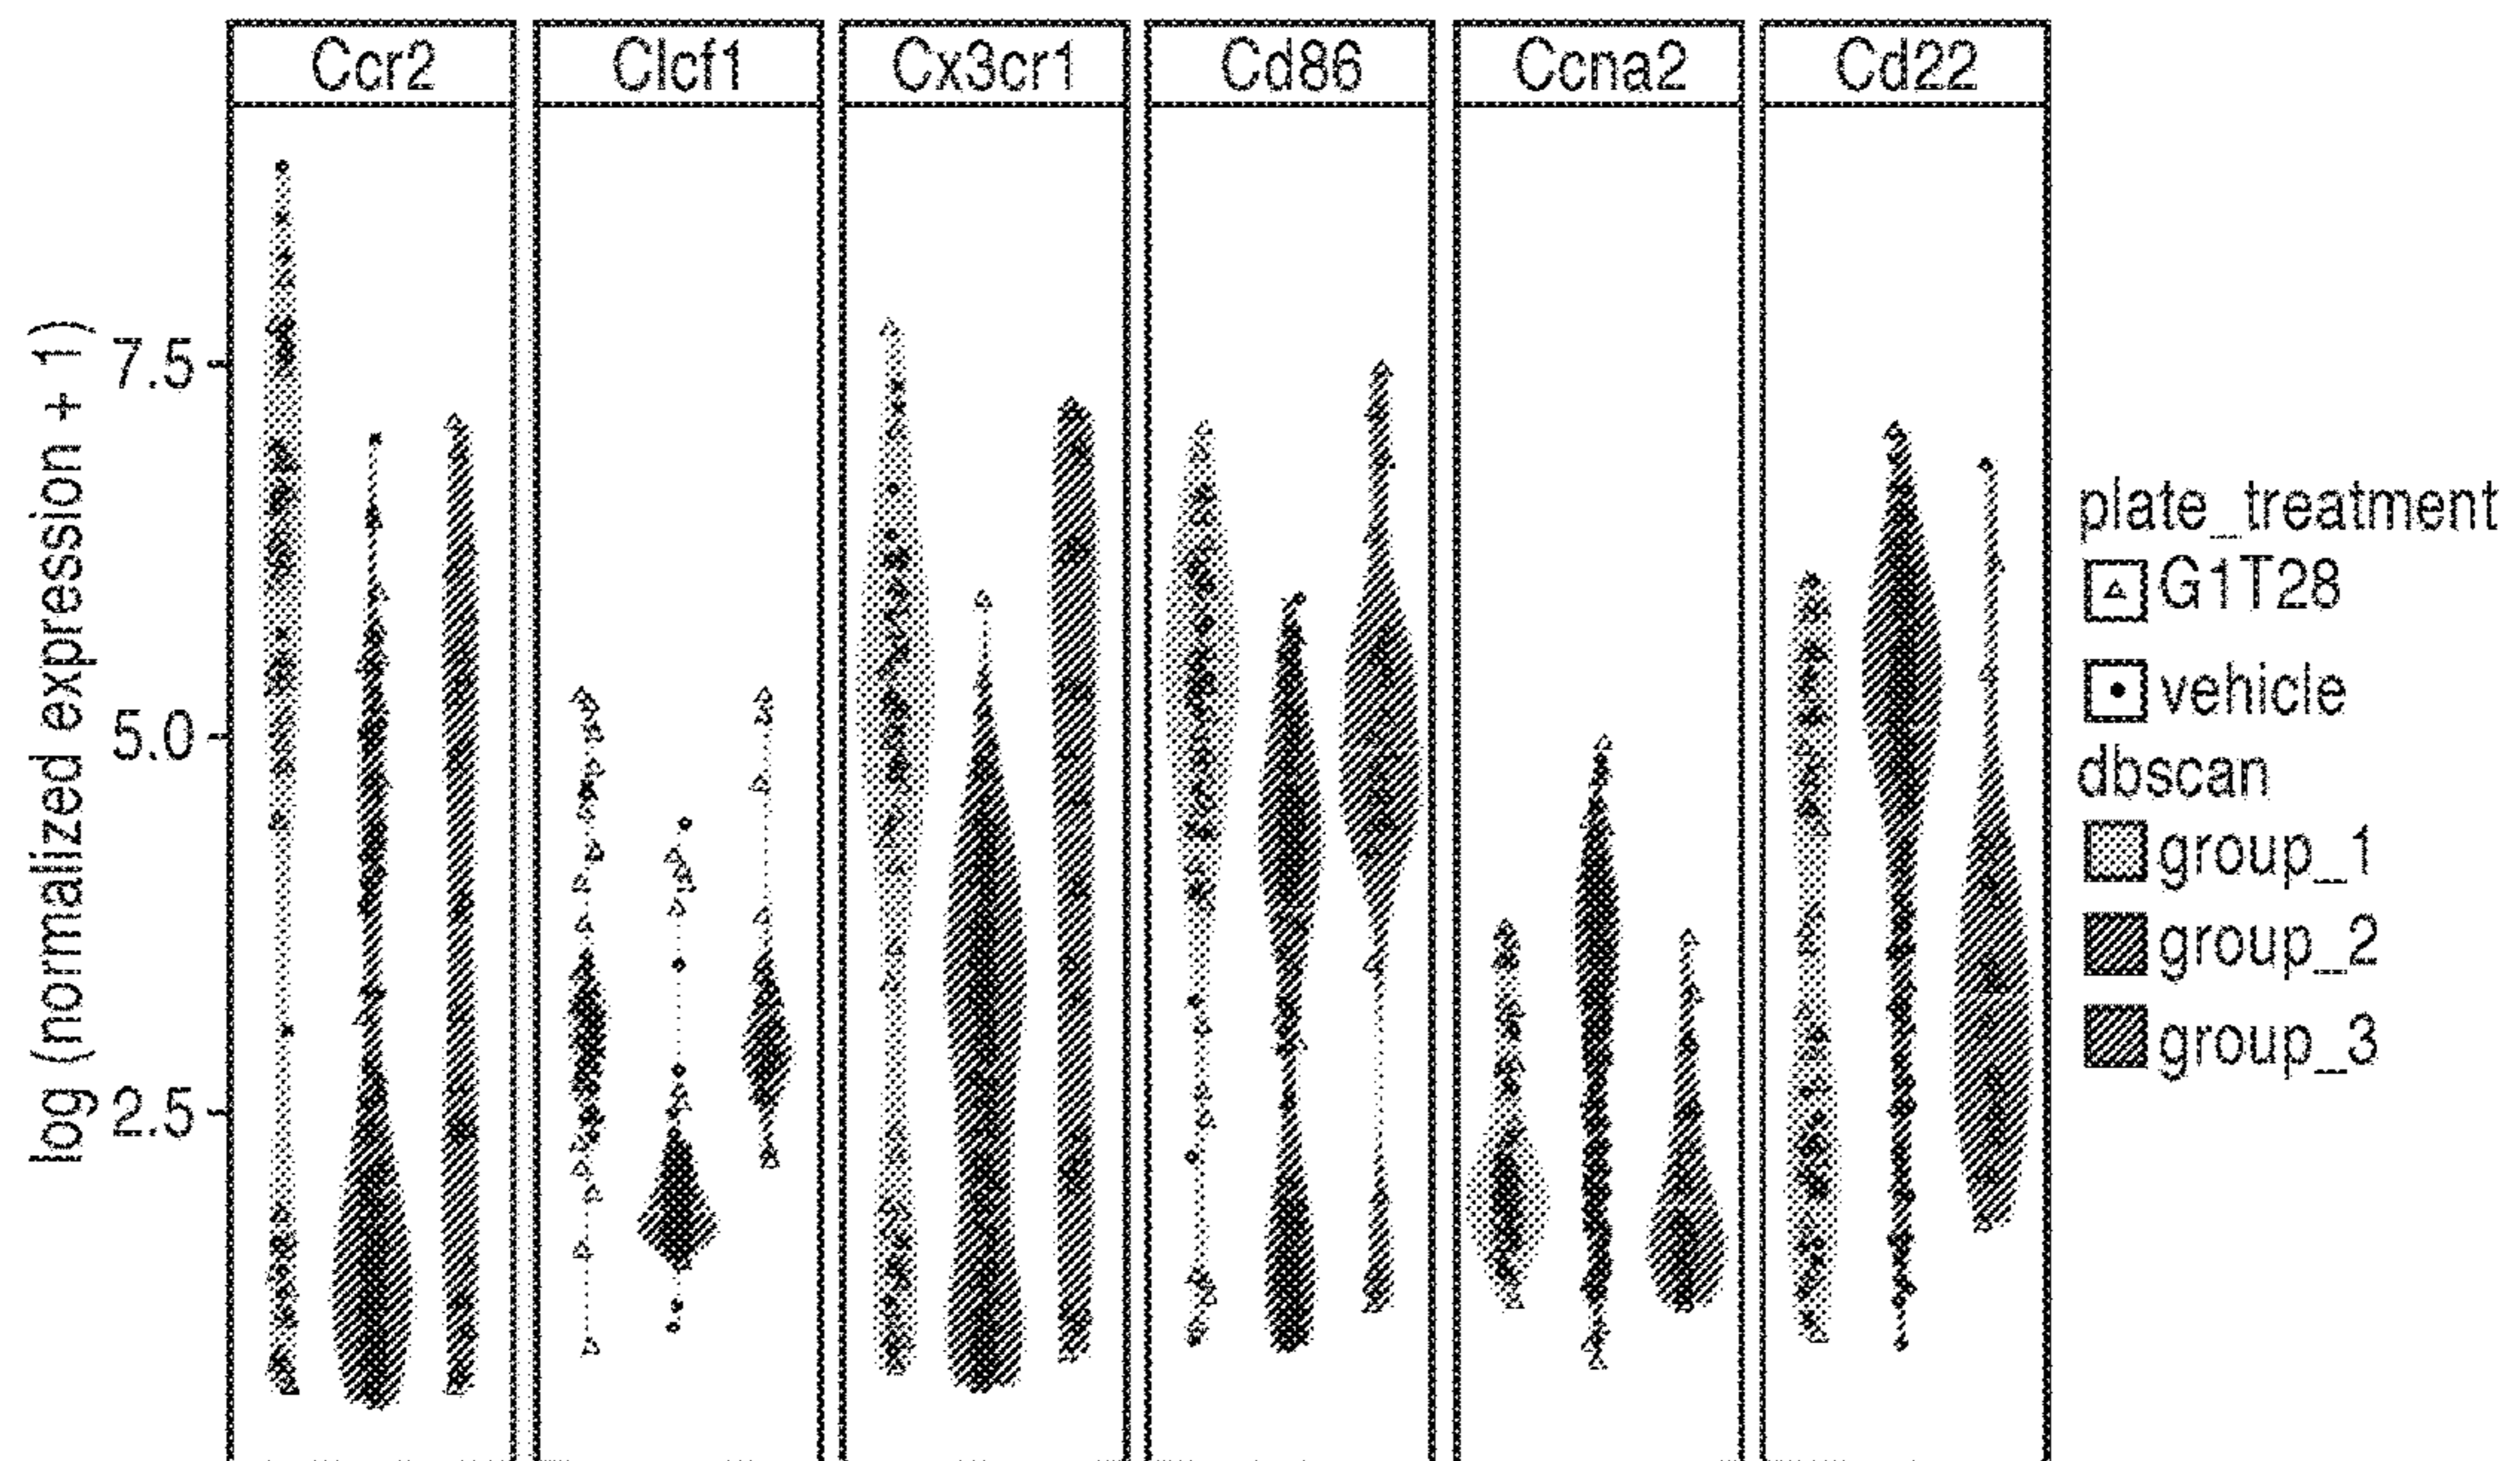 Ccr2
Clcf1
Cx3cr1
Cd86
Ccna2
Cd22
log (normalized expression + 1)
7.5
5.0
2.5
plate_treatment
G1T28
vehicle
dbscan
group_1
group_2
group_3